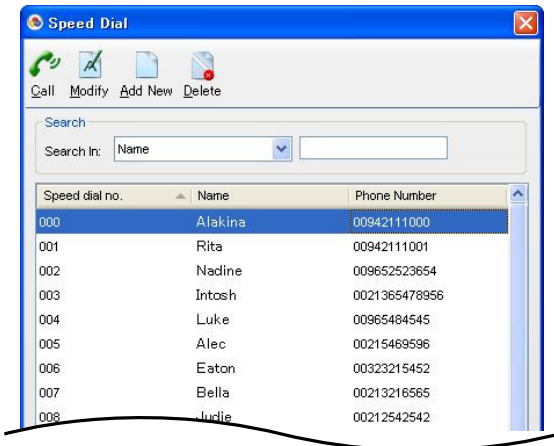 Speed Dial
Call Modify Add New Delete
Search
Search In: Name
Speed dial no. Name Phone Number
000 Alakina 00942111000
001 Rita 00942111001
002 Nadine 009652523654
003 Intosh 0021365478956
004 Luke 00965484545
005 Alec 00215469596
006 Eaton 00323215452
007 Bella 00213216565
008 Judie 00212542542